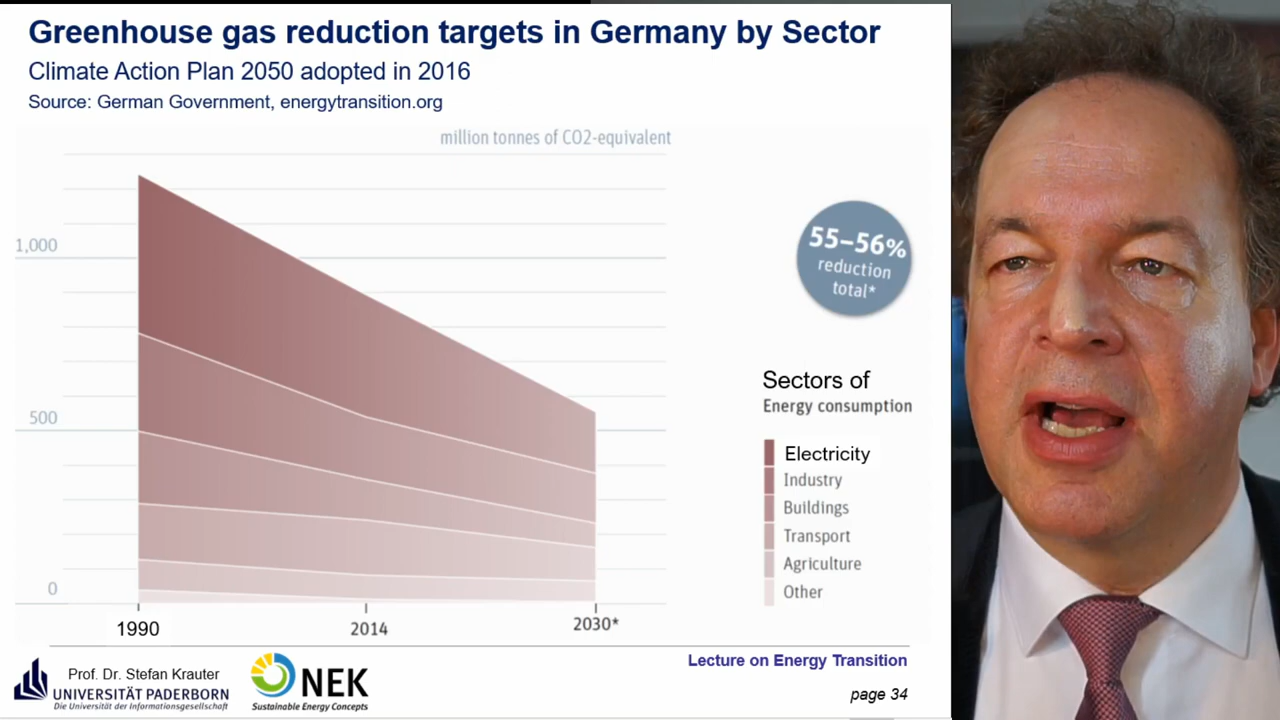 Greenhouse gas reduction targets in Germany by Sector
Climate Action Plan 2050 adopted in 2016
Source: German Government, energytransition.org
million tonnes of CO2-equivalent
1,000
500
0
1990
2014
2030*
55–56%
reduction
total*
Sectors of
Energy consumption
Electricity
Industry
Buildings
Transport
Agriculture
Other
Prof. Dr. Stefan Krauter
UNIVERSITÄT PADERBORN
Die Universität der Informationsgesellschaft
NEK
Sustainable Energy Concepts
Lecture on Energy Transition
page 34